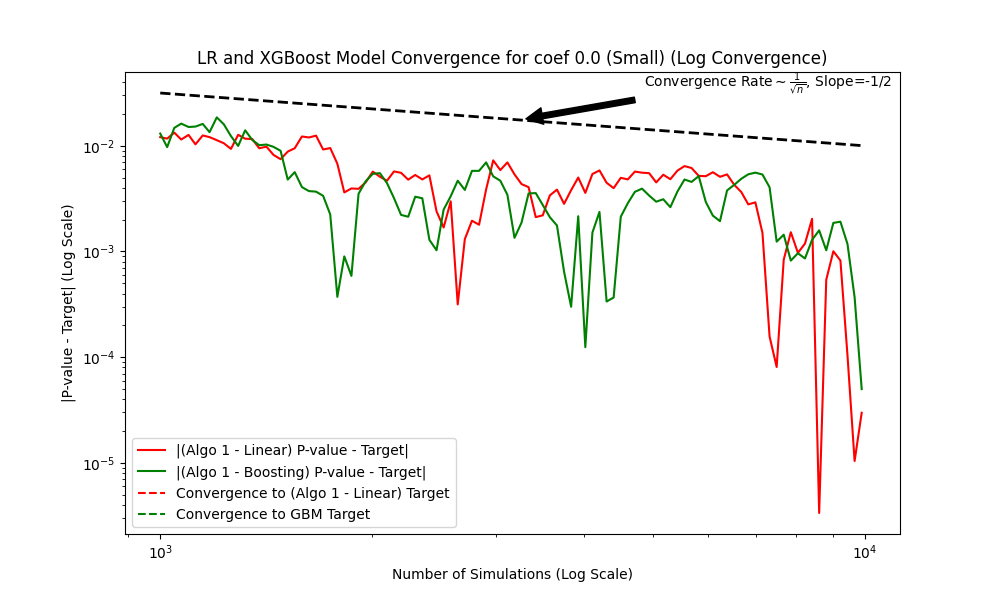 LR and XGBoost Model Convergence for coef 0.0 (Small) (Log Convergence)
Convergence Rate ~ 1/√n, Slope=-1/2
|P-value - Target| (Log Scale)
10⁻²
10⁻³
10⁻⁴
10⁻⁵
|(Algo 1 - Linear) P-value - Target|
|(Algo 1 - Boosting) P-value - Target|
Convergence to (Algo 1 - Linear) Target
Convergence to GBM Target
10³
10⁴
Number of Simulations (Log Scale)